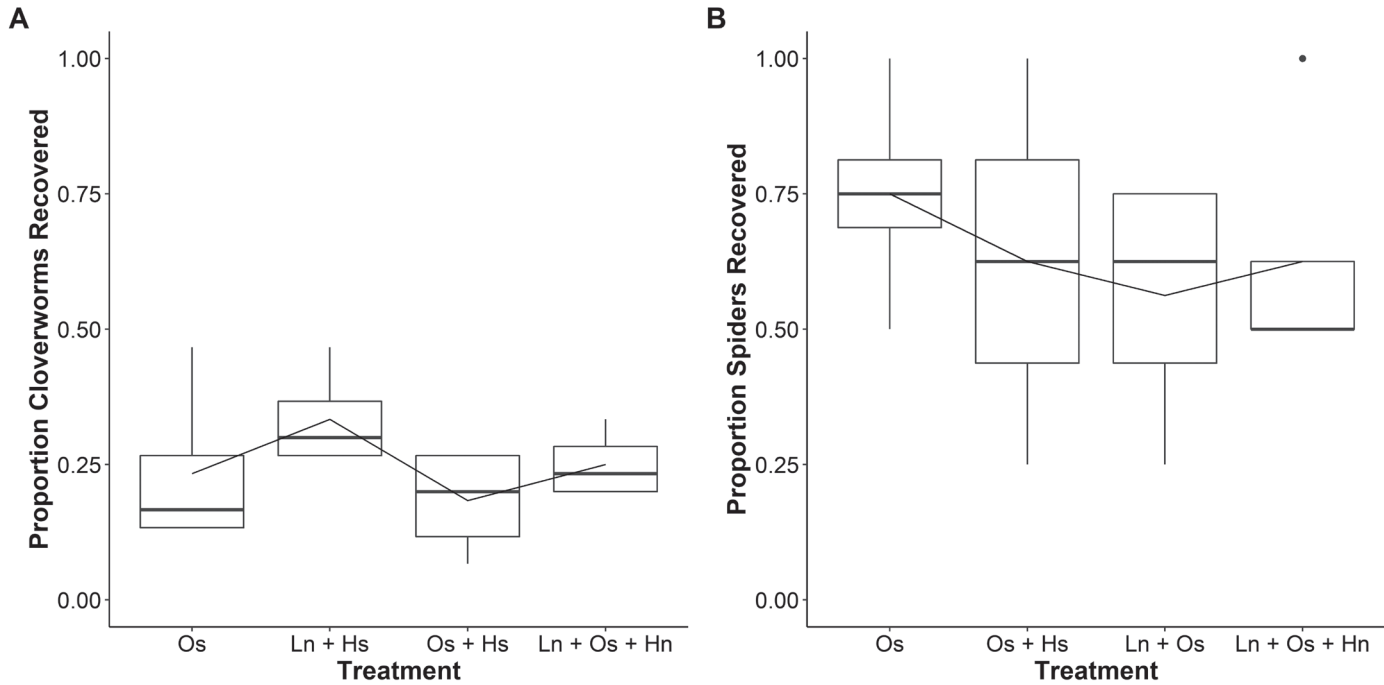 A
Proportion Cloverworms Recovered
1.00
0.75
0.50
0.25
0.00
Os
Ln + Hs
Os + Hs
Ln + Os + Hn
Treatment
B
Proportion Spiders Recovered
1.00
0.75
0.50
0.25
0.00
Os
Os + Hs
Ln + Os
Ln + Os + Hn
Treatment